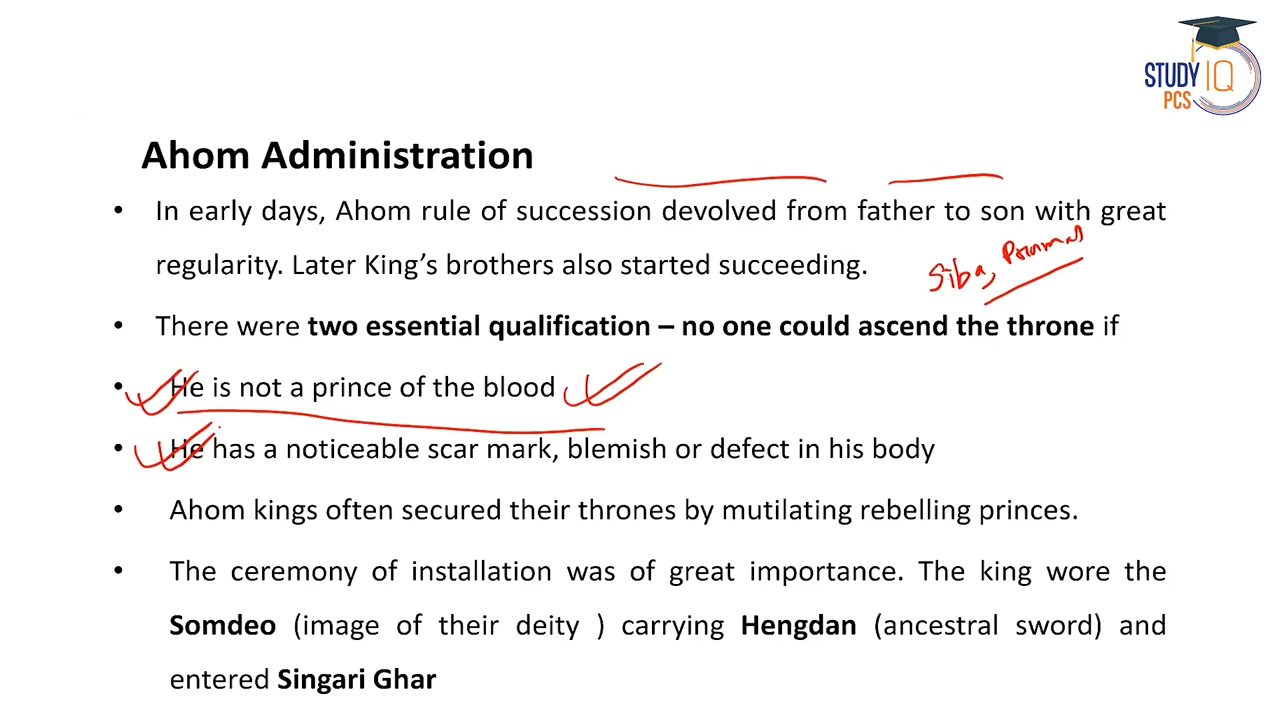 STUDY IQ
PCS
Ahom Administration
• In early days, Ahom rule of succession devolved from father to son with great
regularity. Later King’s brothers also started succeeding.
Siba,
• There were two essential qualification – no one could ascend the throne if
• He is not a prince of the blood
• He has a noticeable scar mark, blemish or defect in his body
• Ahom kings often secured their thrones by mutilating rebelling princes.
• The ceremony of installation was of great importance. The king wore the
Somdeo (image of their deity ) carrying Hengdan (ancestral sword) and
entered Singari Ghar